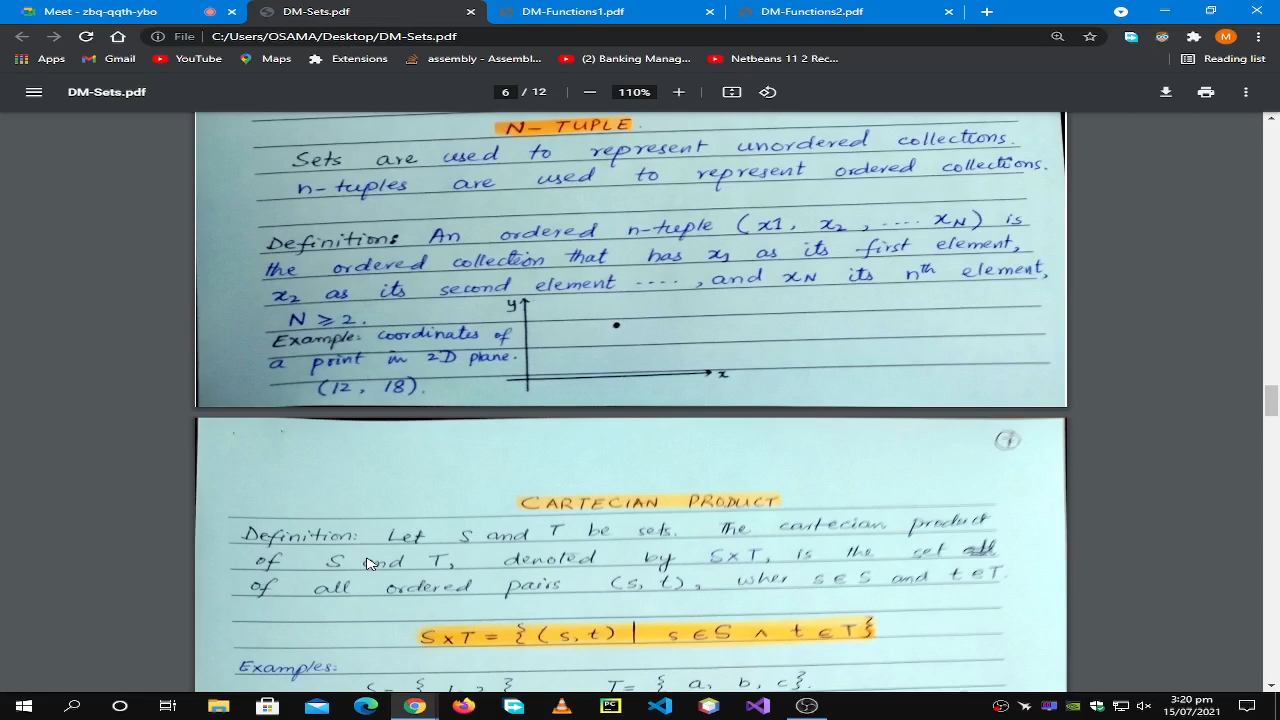 Meet - zbq-qqth-ybo
DM-Sets.pdf
DM-Functions1.pdf
DM-Functions2.pdf
File C:/Users/OSAMA/Desktop/DM-Sets.pdf
M
Apps Gmail YouTube Maps Extensions assembly - Assembl... (2) Banking Manag... Netbeans 11 2 Rec... Reading list
DM-Sets.pdf 6 / 12 110%
N- TUPLE.
Sets are used to represent unordered collections.
n-tuples are used to represent ordered collections.
Definition: An ordered n-tuple (x1, x2, .... xN) is
the ordered collection that has x1 as its first element,
x2 as its second element ...., and xN its nth element,
N ≥ 2.
Example: coordinates of
a point in 2D plane.
(12, 18).
y
x
7
CARTECIAN PRODUCT
Definition: Let S and T be sets. The cartecian product
of S and T, denoted by SxT, is the set
of all ordered pairs (s, t), wher s∈S and t∈T.
SxT = {(s,t) | s∈S ∧ t∈T}
Examples:
S = { 1, 2 } T = { a, b, c}.
3:20 pm
15/07/2021